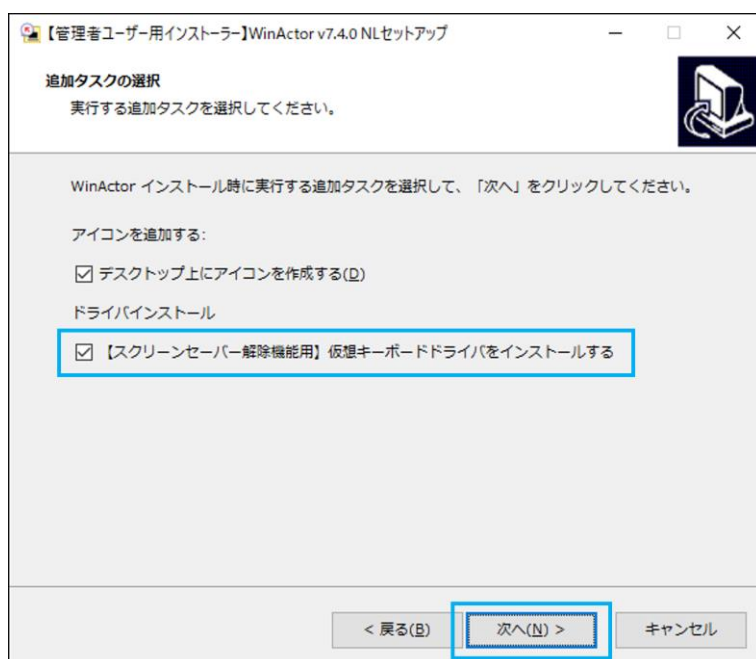 【管理者ユーザー用インストーラー】WinActor v7.4.0 NLセットアップ
追加タスクの選択
実行する追加タスクを選択してください。
WinActor インストール時に実行する追加タスクを選択して、「次へ」をクリックしてください。
アイコンを追加する:
デスクトップ上にアイコンを作成する(D)
ドライバインストール
【スクリーンセーバー解除機能用】仮想キーボードドライバをインストールする
< 戻る(B)
次へ(N) >
キャンセル